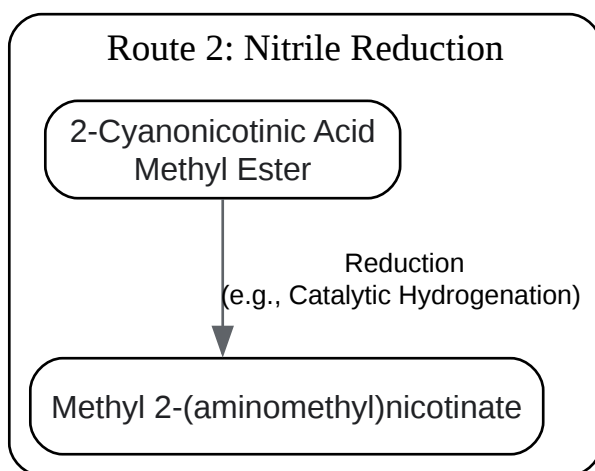 Route 2: Nitrile Reduction
2-Cyanonicotinic Acid
Methyl Ester
Reduction
(e.g., Catalytic Hydrogenation)
Methyl 2-(aminomethyl)nicotinate